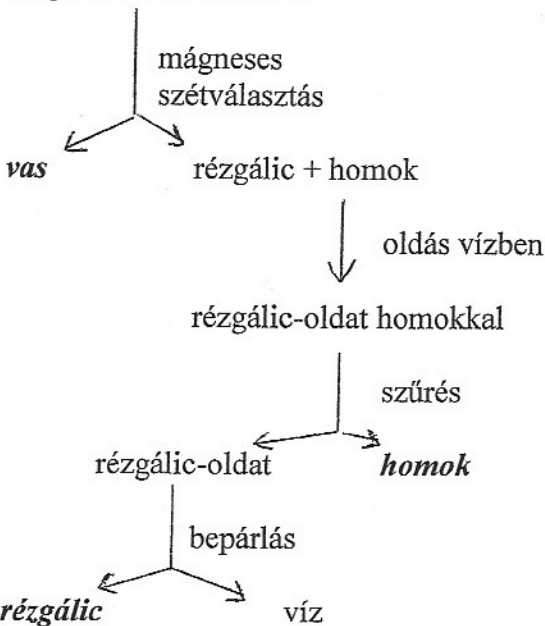 mágneses
szétválasztás
vas
rézgálic + homok
oldás vízben
rézgálic-oldat homokkal
szűrés
rézgálic-oldat
homok
bepárlás
rézgálic
víz